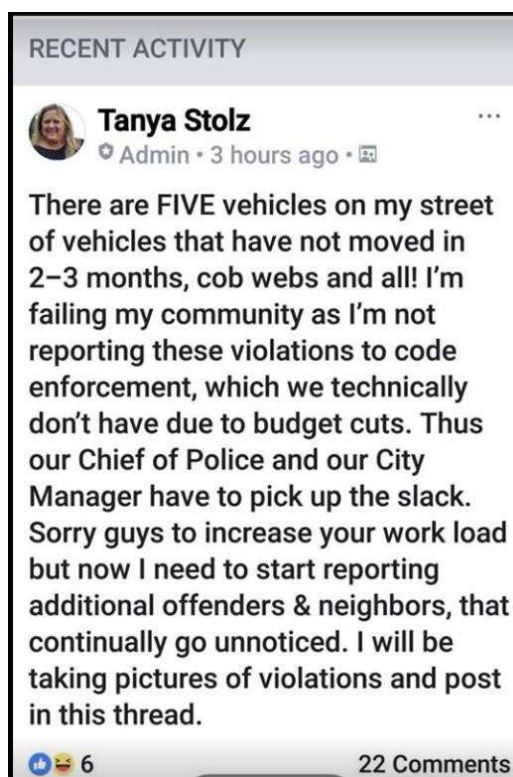 RECENT ACTIVITY
Tanya Stolz
Admin • 3 hours ago •
There are FIVE vehicles on my street
of vehicles that have not moved in
2–3 months, cob webs and all! I’m
failing my community as I’m not
reporting these violations to code
enforcement, which we technically
don’t have due to budget cuts. Thus
our Chief of Police and our City
Manager have to pick up the slack.
Sorry guys to increase your work load
but now I need to start reporting
additional offenders & neighbors, that
continually go unnoticed. I will be
taking pictures of violations and post
in this thread.
6 22 Comments